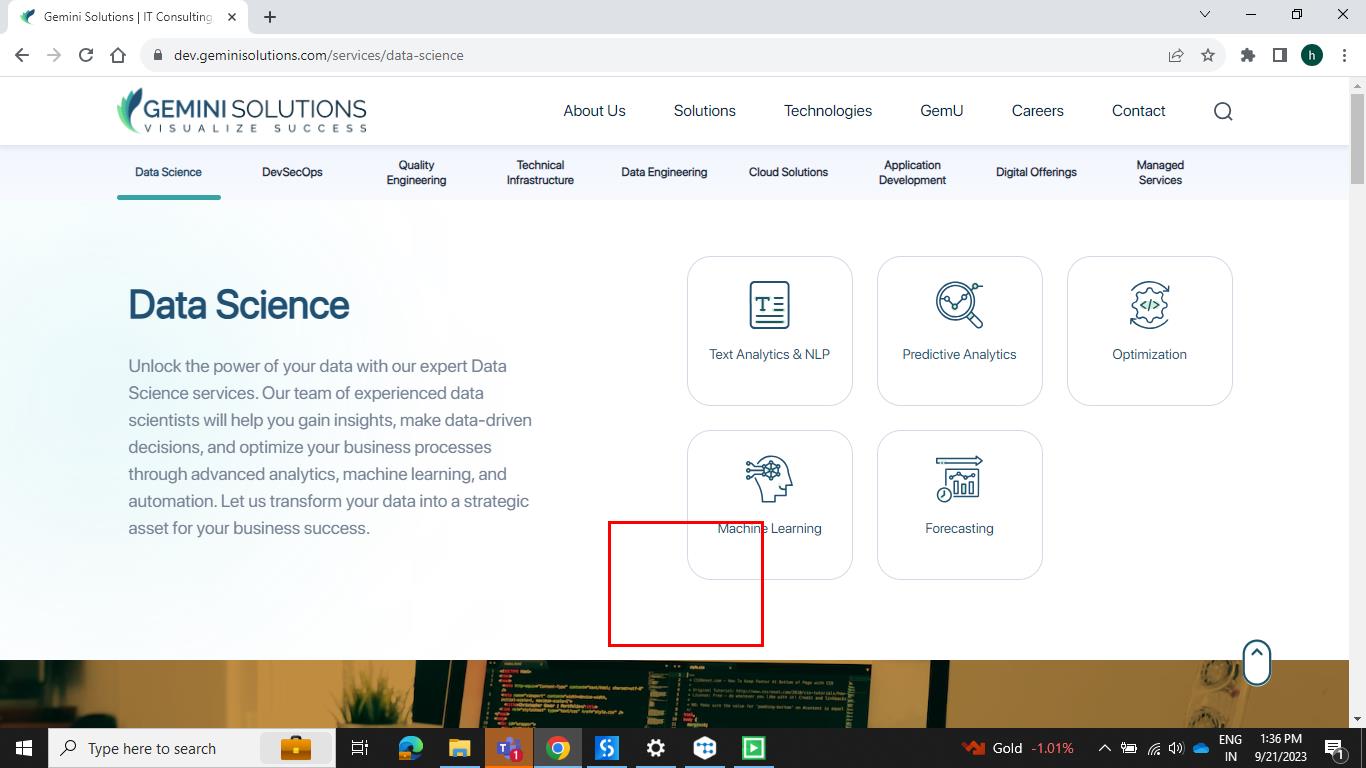 Gemini Solutions | IT Consulting
dev.geminisolutions.com/services/data-science
h
GEMINI SOLUTIONS
VISUALIZE SUCCESS
About Us
Solutions
Technologies
GemU
Careers
Contact
Data Science
DevSecOps
Quality
Engineering
Technical
Infrastructure
Data Engineering
Cloud Solutions
Application
Development
Digital Offerings
Managed
Services
Data Science
Unlock the power of your data with our expert Data
Science services. Our team of experienced data
scientists will help you gain insights, make data-driven
decisions, and optimize your business processes
through advanced analytics, machine learning, and
automation. Let us transform your data into a strategic
asset for your business success.
Text Analytics & NLP
Predictive Analytics
Optimization
Machine Learning
Forecasting
Type here to search
1
Gold -1.01%
ENG
IN
1:36 PM
9/21/2023
1